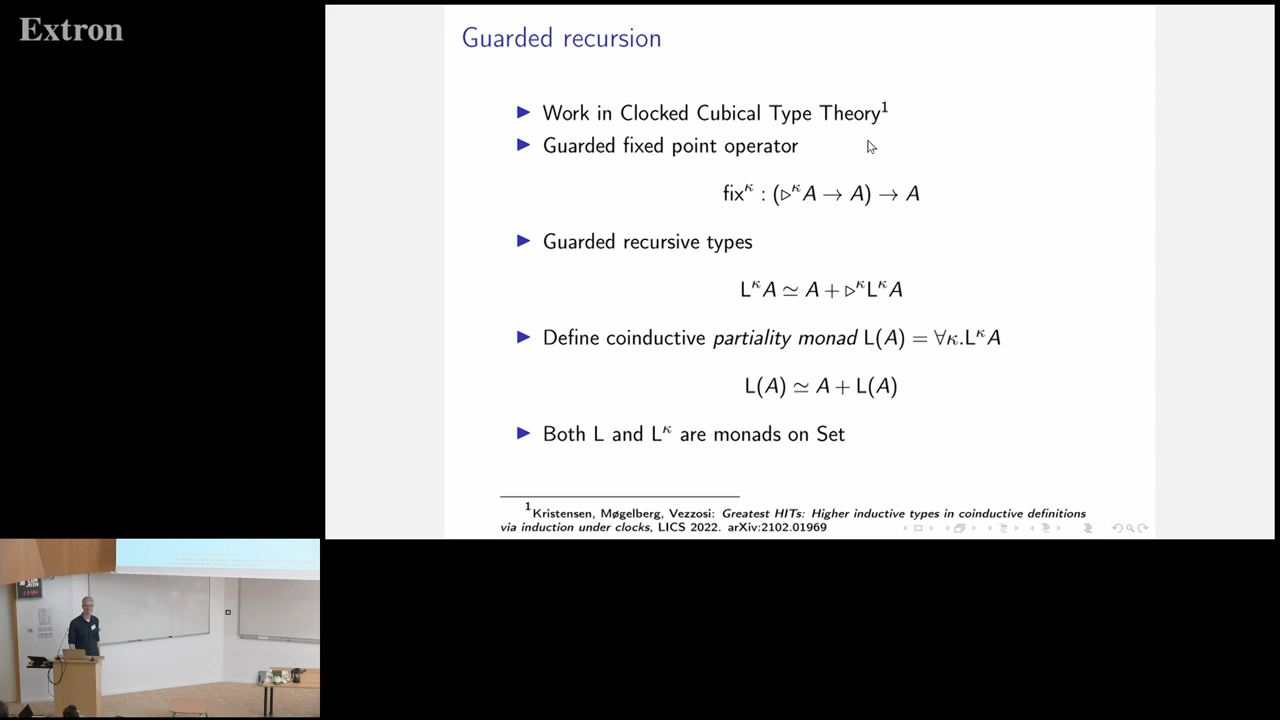 Extron
Guarded recursion
▶ Work in Clocked Cubical Type Theory¹
▶ Guarded fixed point operator
fix^κ : (▷^κ A → A) → A
▶ Guarded recursive types
L^κ A ≃ A + ▷^κ L^κ A
▶ Define coinductive partiality monad L(A) = ∀κ.L^κ A
L(A) ≃ A + L(A)
▶ Both L and L^κ are monads on Set
¹Kristensen, Møgelberg, Vezzosi: Greatest HITs: Higher inductive types in coinductive definitions
via induction under clocks, LICS 2022. arXiv:2102.01969